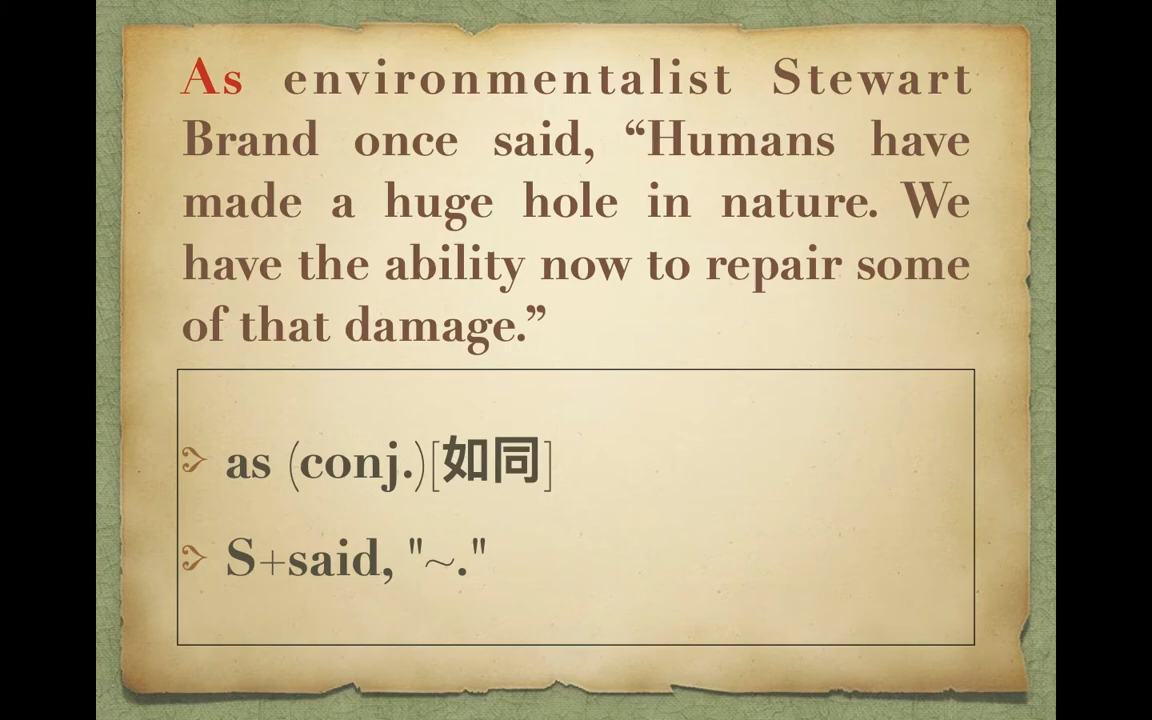 As environmentalist Stewart
Brand once said, “Humans have
made a huge hole in nature. We
have the ability now to repair some
of that damage.”
as (conj.)[如同]
S+said, "~."